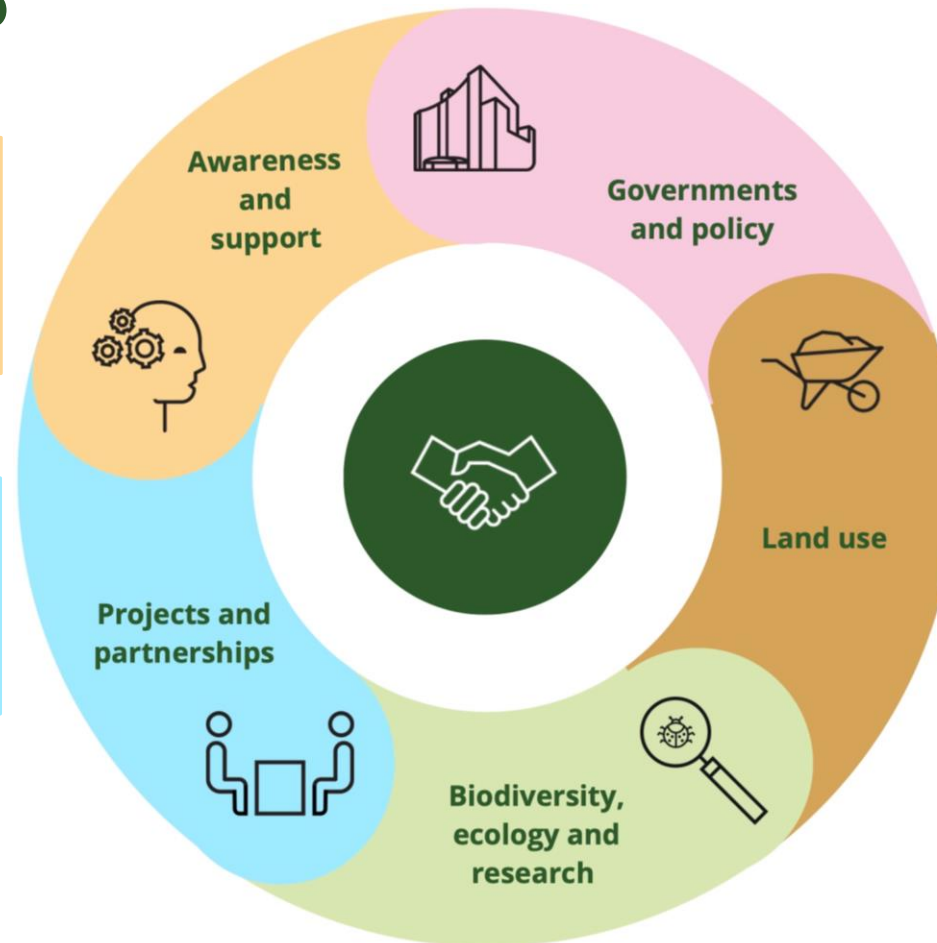 Awareness
and
support
Governments
and policy
Land use
Projects and
partnerships
Biodiversity,
ecology and
research